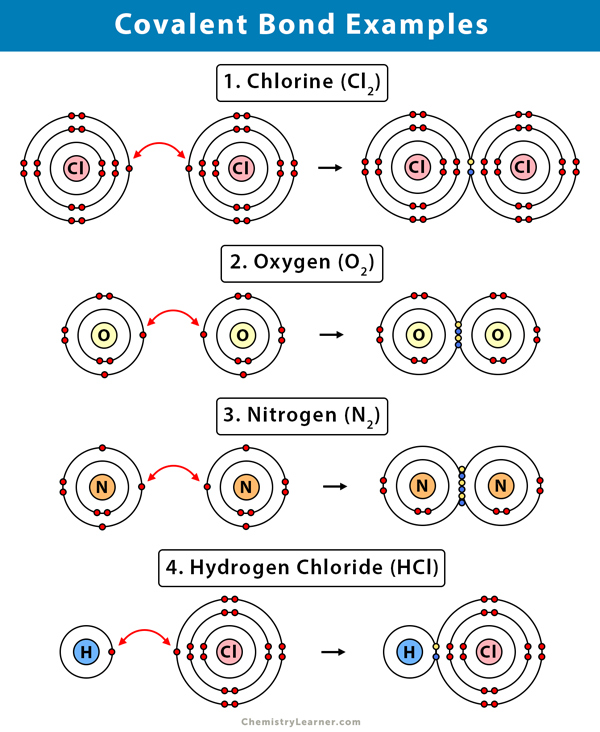 Covalent Bond Examples
1. Chlorine (Cl₂)
Cl Cl Cl Cl
2. Oxygen (O₂)
O O O O
3. Nitrogen (N₂)
N N N N
4. Hydrogen Chloride (HCl)
H Cl H Cl
ChemistryLearner.com